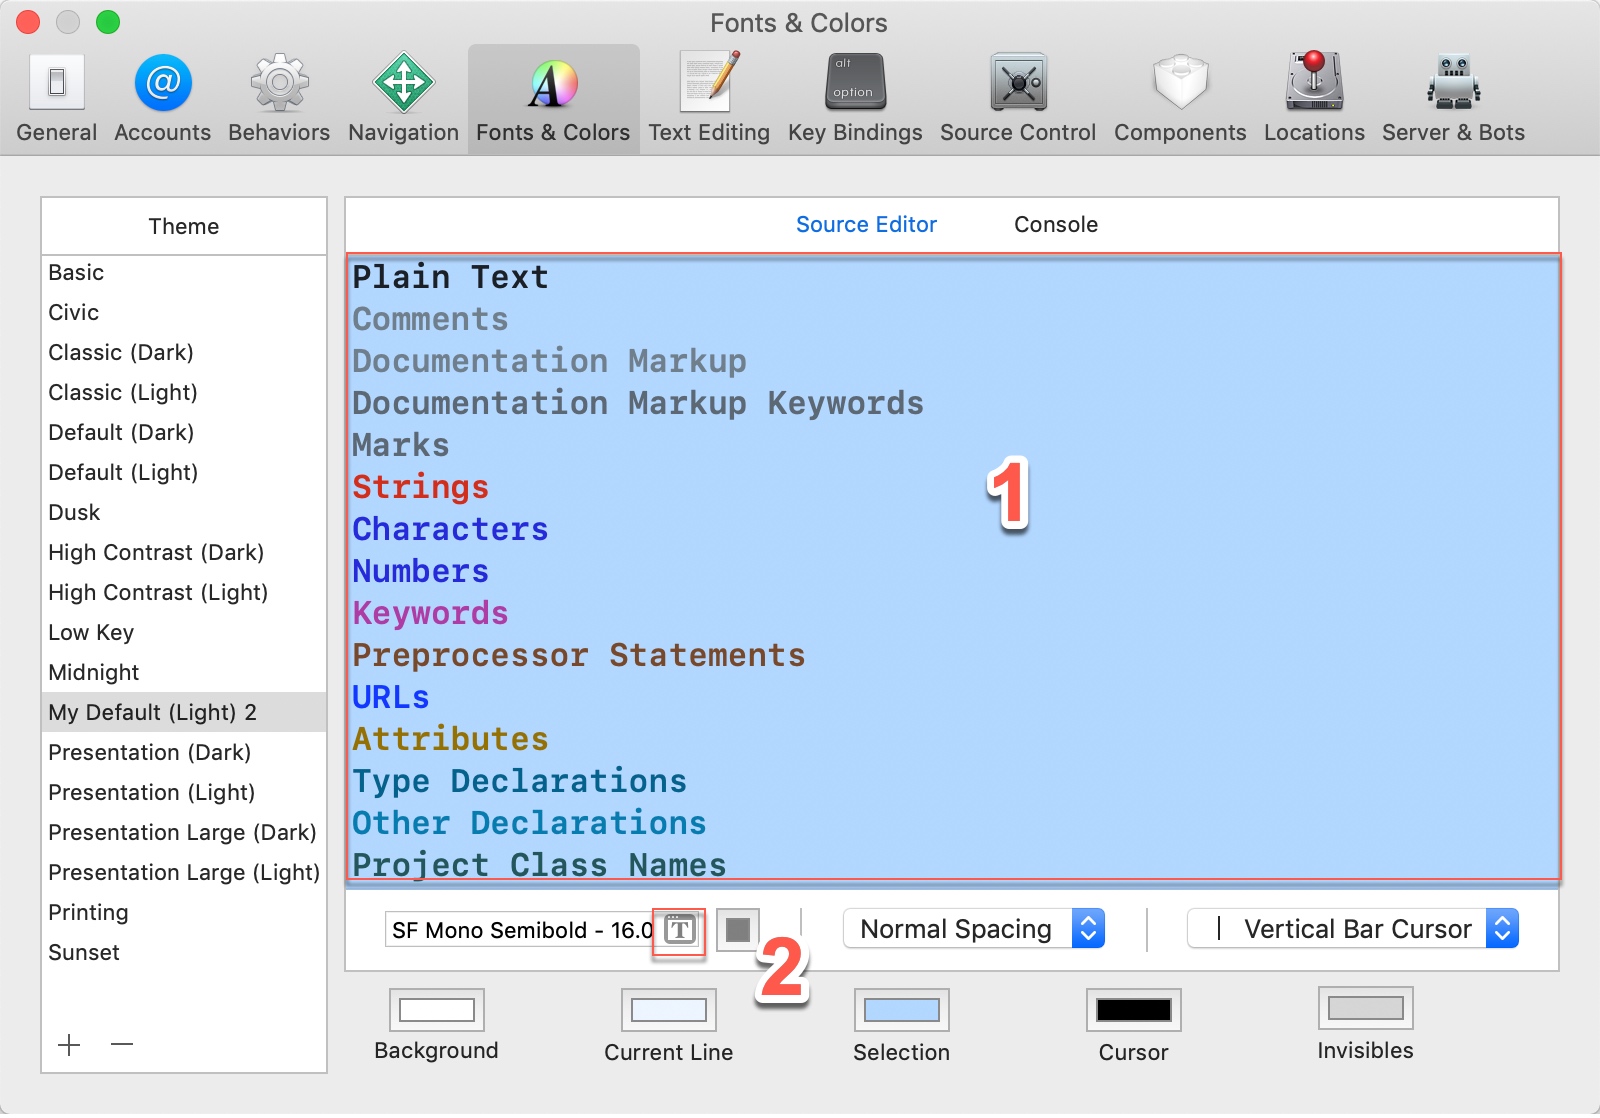 Fonts & Colors
alt
option
General Accounts Behaviors Navigation Fonts & Colors Text Editing Key Bindings Source Control Components Locations Server & Bots
Theme
Basic
Civic
Classic (Dark)
Classic (Light)
Default (Dark)
Default (Light)
Dusk
High Contrast (Dark)
High Contrast (Light)
Low Key
Midnight
My Default (Light) 2
Presentation (Dark)
Presentation (Light)
Presentation Large (Dark)
Presentation Large (Light)
Printing
Sunset
Source Editor Console
Plain Text
Comments
Documentation Markup
Documentation Markup Keywords
Marks
Strings
Characters
Numbers
Keywords
Preprocessor Statements
URLs
Attributes
Type Declarations
Other Declarations
Project Class Names
1
SF Mono Semibold - 16.0 T Normal Spacing Vertical Bar Cursor
2
Background Current Line Selection Cursor Invisibles